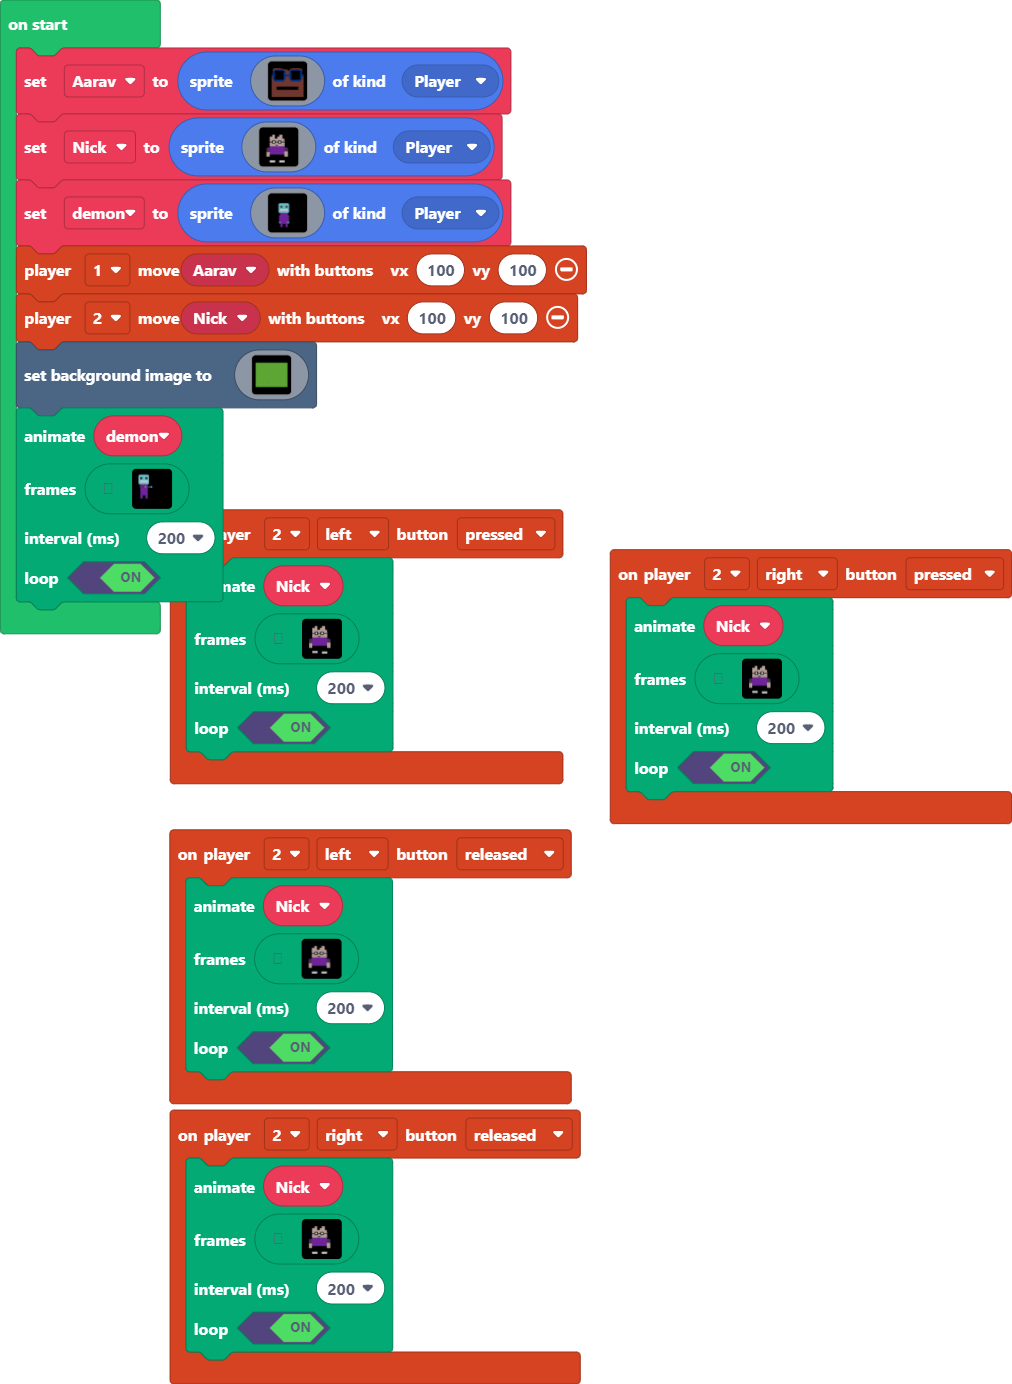 on start
set Aarav to sprite of kind Player
set Nick to sprite of kind Player
set demon to sprite of kind Player
player 1 move Aarav with buttons vx 100 vy 100
player 2 move Nick with buttons vx 100 vy 100
set background image to
animate demon
frames
interval (ms) 200
loop ON
yer 2 left button pressed
mate Nick
frames
interval (ms) 200
loop ON
on player 2 right button pressed
animate Nick
frames
interval (ms) 200
loop ON
on player 2 left button released
animate Nick
frames
interval (ms) 200
loop ON
on player 2 right button released
animate Nick
frames
interval (ms) 200
loop ON